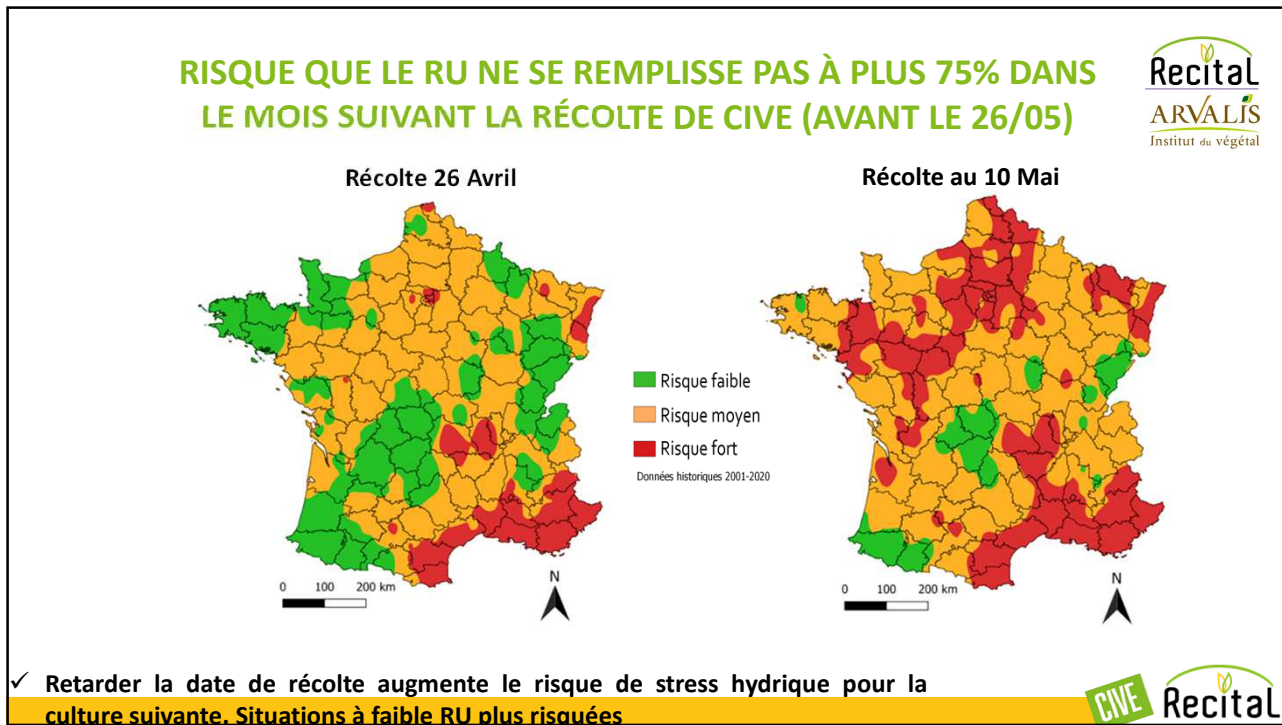 RISQUE QUE LE RU NE SE REMPLISSE PAS À PLUS 75% DANS
LE MOIS SUIVANT LA RÉCOLTE DE CIVE (AVANT LE 26/05)
Recital
ARVALIS
Institut du végétal
Récolte 26 Avril
Récolte au 10 Mai
Risque faible
Risque moyen
Risque fort
Données historiques 2001-2020
0 100 200 km
N
0 100 200 km
N
✓ Retarder la date de récolte augmente le risque de stress hydrique pour la
culture suivante. Situations à faible RU plus risquées
CIVE Recital